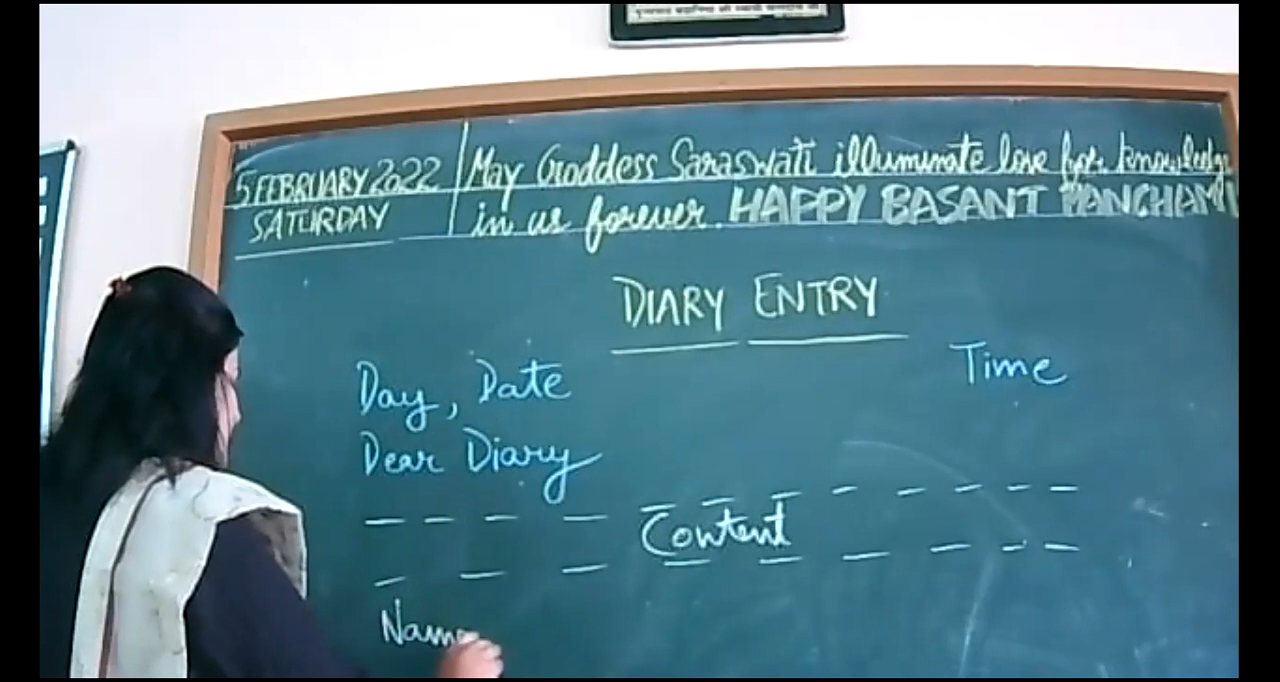 5 FEBRUARY 2022
SATURDAY
May Goddess Saraswati illuminate love for knowledge
in us forever. HAPPY BASANT PANCHAMI
DIARY ENTRY
Day, Date
Time
Dear Diary
Content
Nam